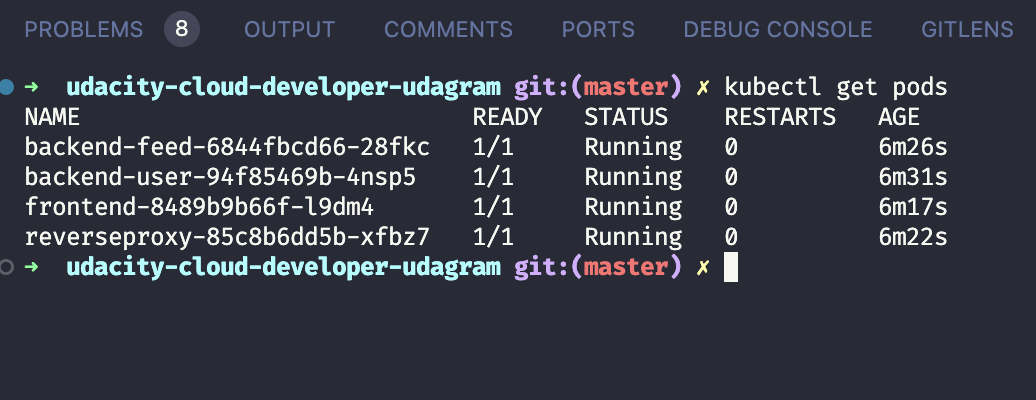 PROBLEMS 8 OUTPUT COMMENTS PORTS DEBUG CONSOLE GITLENS
➜ udacity-cloud-developer-udagram git:(master) ✗ kubectl get pods
NAME READY STATUS RESTARTS AGE
backend-feed-6844fbcd66-28fkc 1/1 Running 0 6m26s
backend-user-94f85469b-4nsp5 1/1 Running 0 6m31s
frontend-8489b9b66f-l9dm4 1/1 Running 0 6m17s
reverseproxy-85c8b6dd5b-xfbz7 1/1 Running 0 6m22s
➜ udacity-cloud-developer-udagram git:(master) ✗